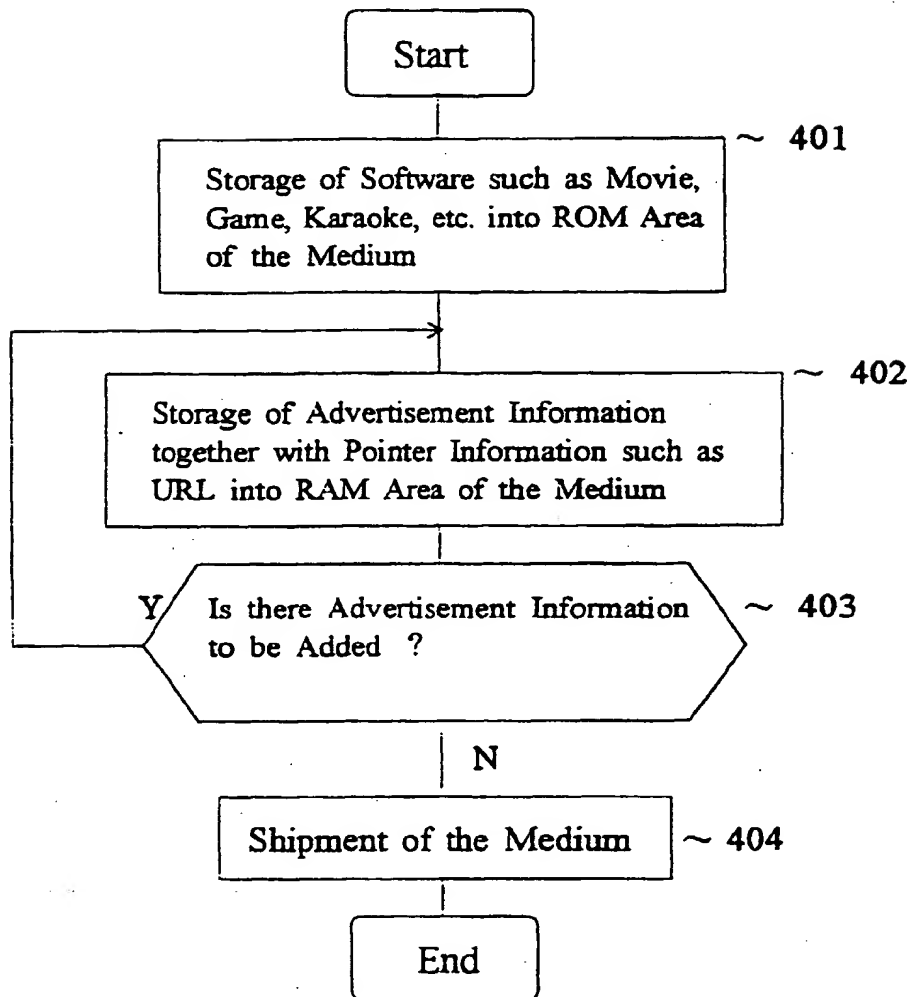 Start
~ 401
Storage of Software such as Movie,
Game, Karaoke, etc. into ROM Area
of the Medium
~ 402
Storage of Advertisement Information
together with Pointer Information such as
URL into RAM Area of the Medium
Y
Is there Advertisement Information
to be Added ?
~ 403
N
Shipment of the Medium
~ 404
End